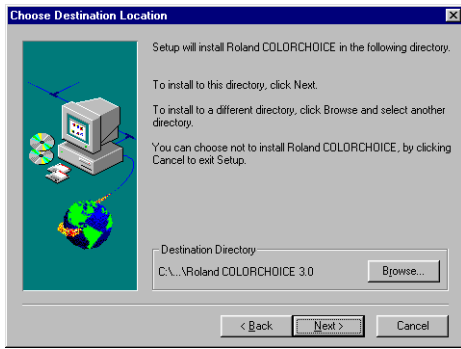 Choose Destination Location
Setup will install Roland COLORCHOICE in the following directory.
To install to this directory, click Next.
To install to a different directory, click Browse and select another
directory.
You can choose not to install Roland COLORCHOICE, by clicking
Cancel to exit Setup.
Destination Directory
C:\...\Roland COLORCHOICE 3.0
Browse...
< Back
Next >
Cancel